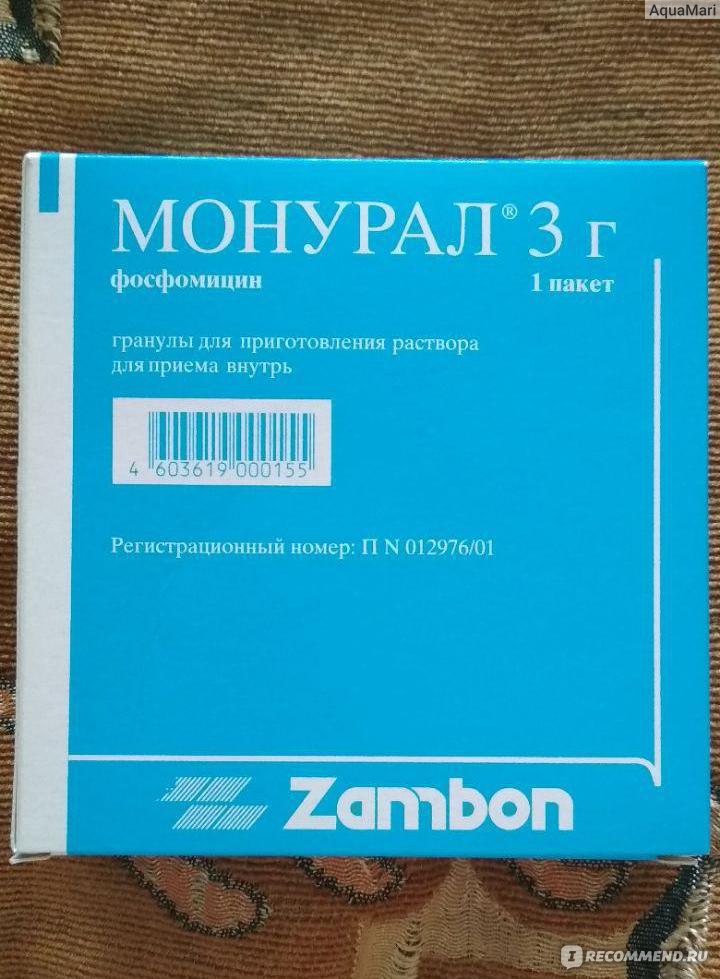 AquaMari
МОНУРАЛ® 3 г
фосфомицин 1 пакет
гранулы для приготовления раствора
для приема внутрь
4 603619 000155
Регистрационный номер: П N 012976/01
Zambon
IRECOMMEND.RU